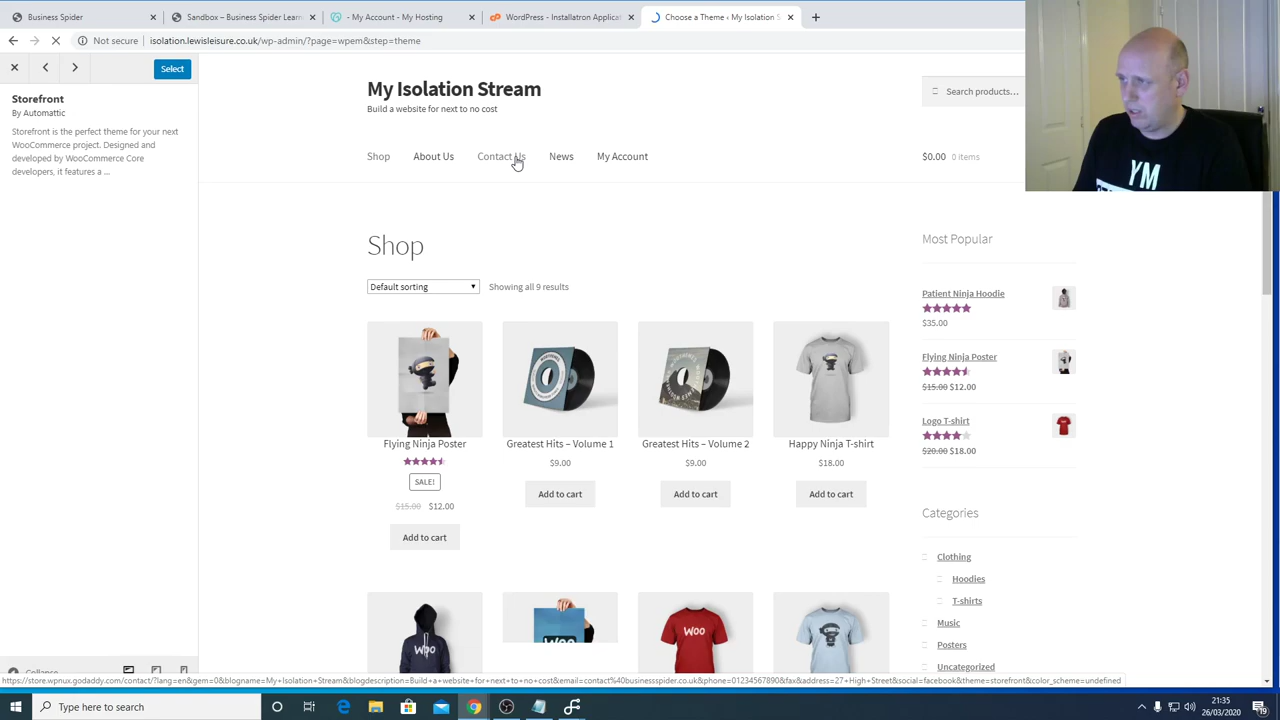 Business Spider
Sandbox – Business Spider Learn
- My Account - My Hosting
WordPress - Installatron Applicat
Choose a Theme ‹ My Isolation S
Not secure
isolation.lewisleisure.co.uk/wp-admin/?page=wpem&step=theme
Select
Storefront
By Automattic
Storefront is the perfect theme for your next
WooCommerce project. Designed and
developed by WooCommerce Core
developers, it features a ...
Collapse
My Isolation Stream
Build a website for next to no cost
Search products…
Shop About Us Contact Us News My Account
$0.00 0 items
YM
Shop
Default sorting
Showing all 9 results
Flying Ninja Poster
SALE!
$15.00 $12.00
Add to cart
Greatest Hits – Volume 1
$9.00
Add to cart
Greatest Hits – Volume 2
$9.00
Add to cart
Happy Ninja T-shirt
$18.00
Add to cart
WOO
WOO
Woo
Most Popular
Patient Ninja Hoodie
$35.00
Flying Ninja Poster
$15.00 $12.00
Logo T-shirt
$20.00 $18.00
Categories
Clothing
Hoodies
T-shirts
Music
Posters
Uncategorized
https://store.wpnux.godaddy.com/contact/?lang=en&gem=0&blogname=My+Isolation+Stream&blogdescription=Build+a+website+for+next+to+no+cost&email=contact%40businessspider.co.uk&phone=01234567890&fax&address=27+High+Street&social=facebook&theme=storefront&color_scheme=undefined
Type here to search
21:35
26/03/2020
19